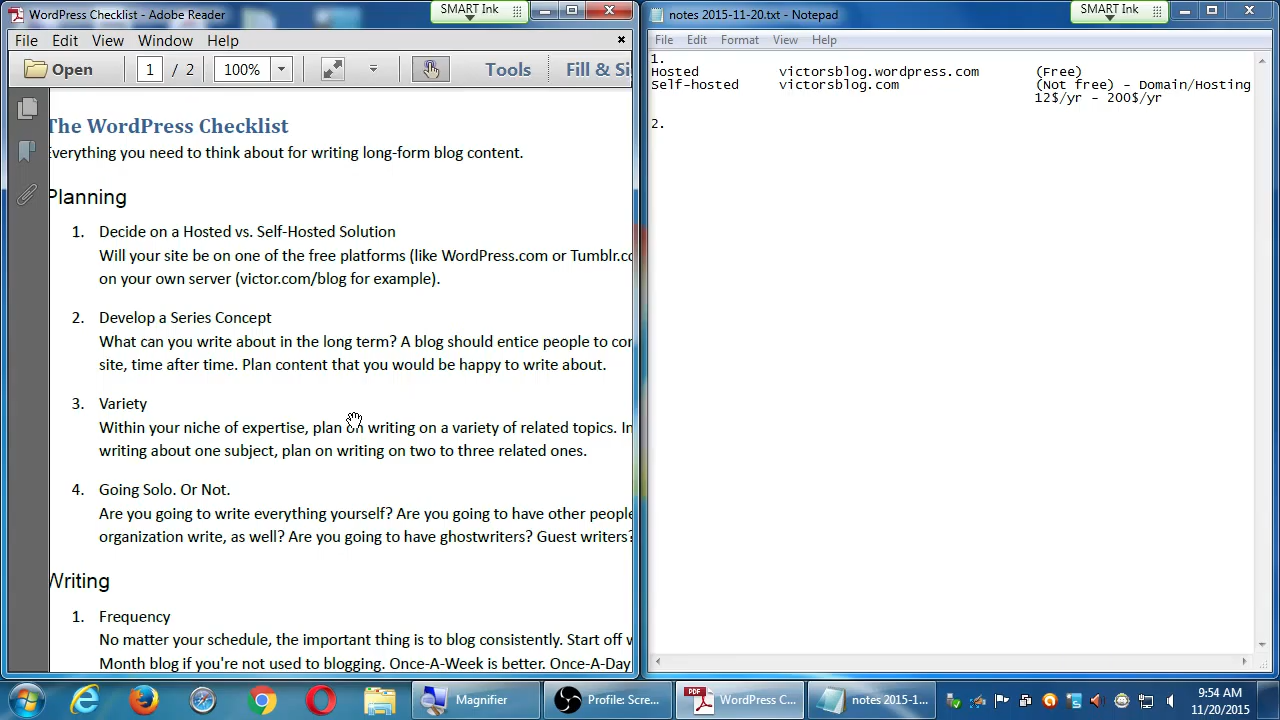 WordPress Checklist - Adobe Reader
SMART Ink
File Edit View Window Help
Open 1 / 2 100% Tools Fill & Si
The WordPress Checklist
Everything you need to think about for writing long-form blog content.
Planning
1. Decide on a Hosted vs. Self-Hosted Solution
Will your site be on one of the free platforms (like WordPress.com or Tumblr.co
on your own server (victor.com/blog for example).
2. Develop a Series Concept
What can you write about in the long term? A blog should entice people to con
site, time after time. Plan content that you would be happy to write about.
3. Variety
Within your niche of expertise, plan on writing on a variety of related topics. In
writing about one subject, plan on writing on two to three related ones.
4. Going Solo. Or Not.
Are you going to write everything yourself? Are you going to have other people
organization write, as well? Are you going to have ghostwriters? Guest writers?
Writing
1. Frequency
No matter your schedule, the important thing is to blog consistently. Start off w
Month blog if you're not used to blogging. Once-A-Week is better. Once-A-Day
notes 2015-11-20.txt - Notepad
SMART Ink
File Edit Format View Help
1.
Hosted victorsblog.wordpress.com (Free)
Self-hosted victorsblog.com (Not free) - Domain/Hosting
12$/yr - 200$/yr
2.
Magnifier
Profile: Scre...
PDF
WordPress C...
notes 2015-1...
9:54 AM
11/20/2015